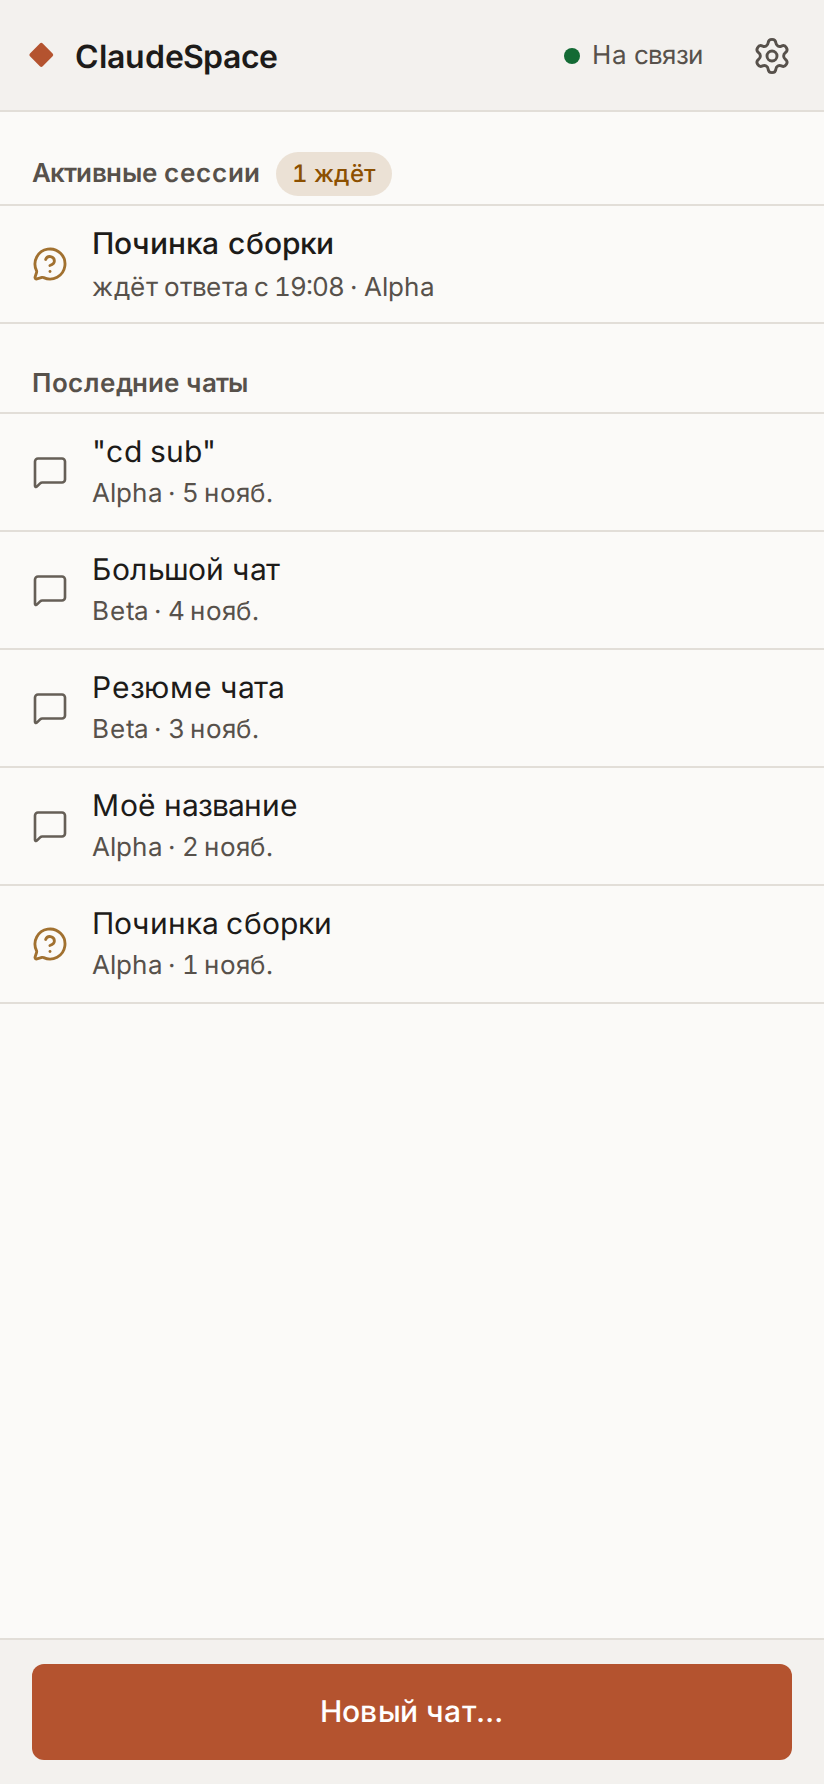 ClaudeSpace
На связи
Активные сессии
1 ждёт
Починка сборки
ждёт ответа с 19:08 · Alpha
Последние чаты
"cd sub"
Alpha · 5 нояб.
Большой чат
Beta · 4 нояб.
Резюме чата
Beta · 3 нояб.
Моё название
Alpha · 2 нояб.
Починка сборки
Alpha · 1 нояб.
Новый чат...